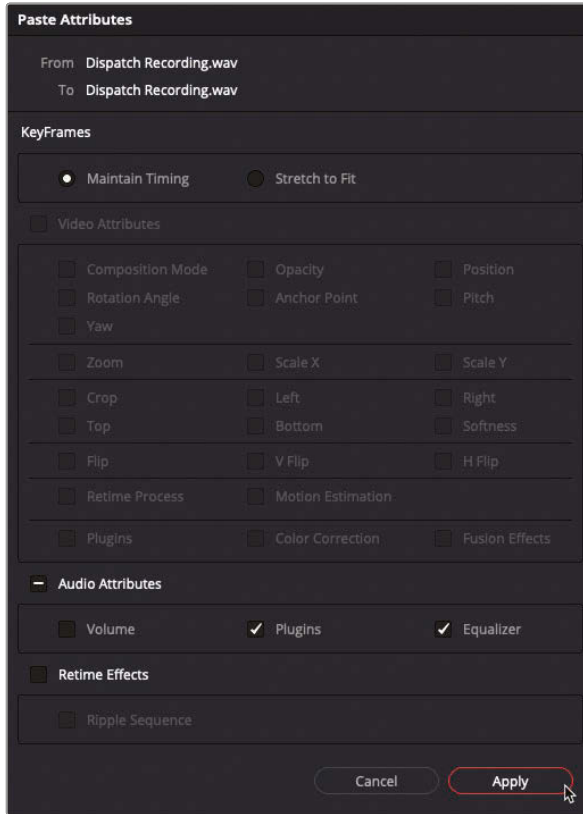 Paste Attributes
From Dispatch Recording.wav
To Dispatch Recording.wav
KeyFrames
Maintain Timing Stretch to Fit
Video Attributes
Composition Mode Opacity Position
Rotation Angle Anchor Point Pitch
Yaw
Zoom Scale X Scale Y
Crop Left Right
Top Bottom Softness
Flip V Flip H Flip
Retime Process Motion Estimation
Plugins Color Correction Fusion Effects
Audio Attributes
Volume Plugins Equalizer
Retime Effects
Ripple Sequence
Cancel Apply